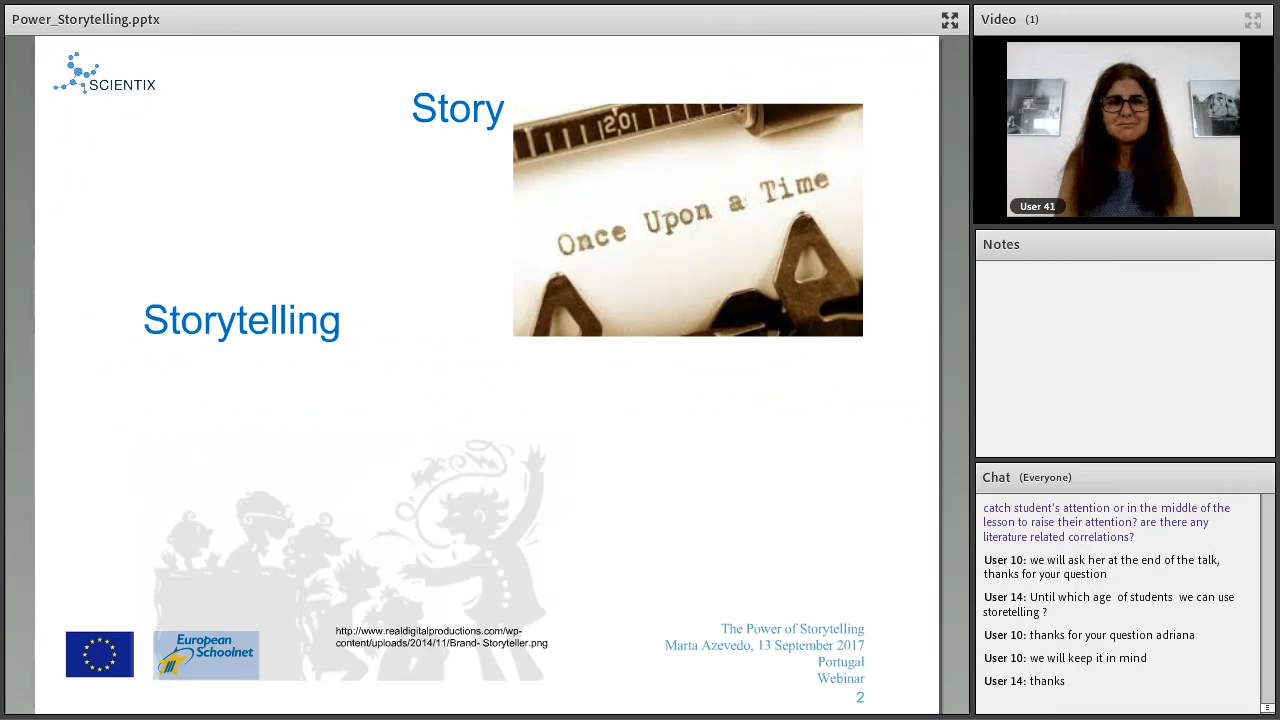 Power_Storytelling.pptx
SCIENTIX
Story
20
Once Upon a Time
Storytelling
European
Schoolnet
http://www.realdigitalproductions.com/wp-
content/uploads/2014/11/Brand- Storyteller.png
The Power of Storytelling
Marta Azevedo, 13 September 2017
Portugal
Webinar
2
Video (1)
User 41
Notes
Chat (Everyone)
catch student's attention or in the middle of the
lesson to raise their attention? are there any
literature related correlations?
User 10: we will ask her at the end of the talk,
thanks for your question
User 14: Until which age of students we can use
storetelling ?
User 10: thanks for your question adriana
User 10: we will keep it in mind
User 14: thanks